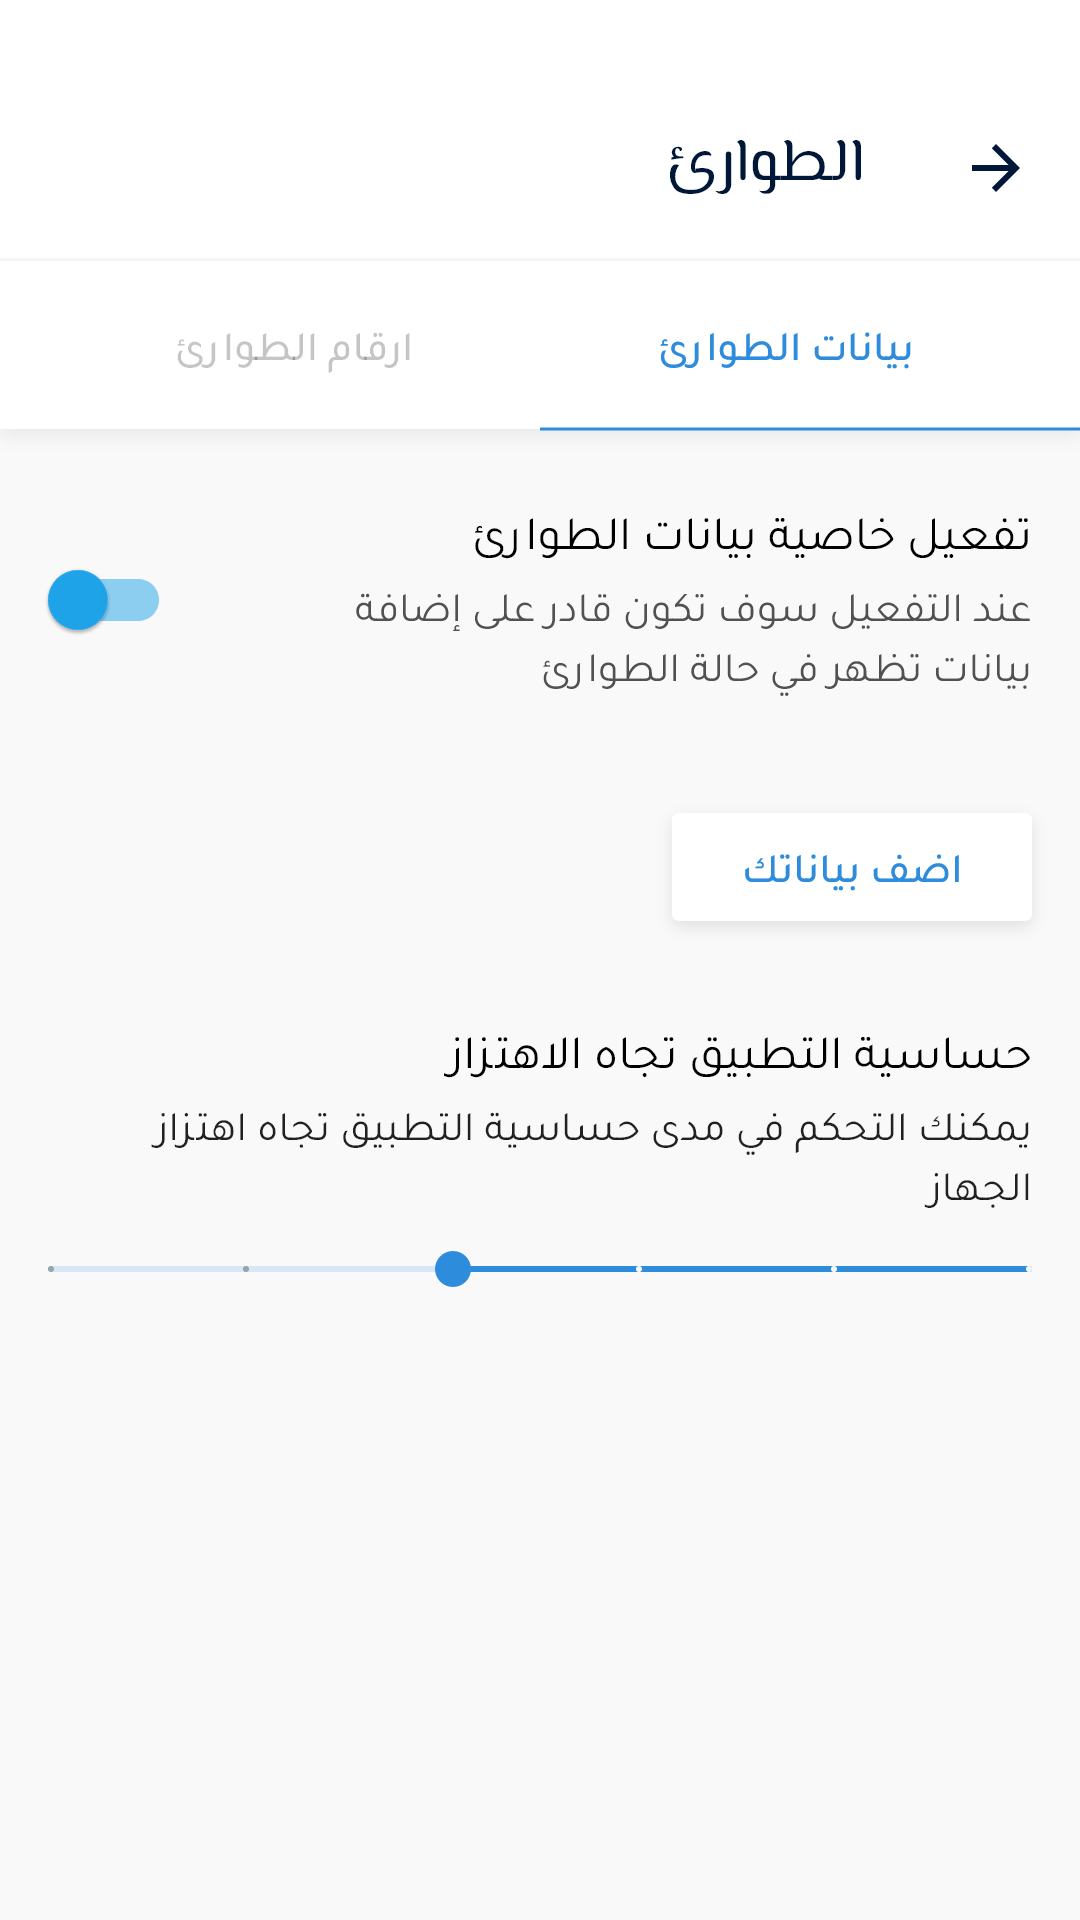 الطوارئ
بيانات الطوارئ
ارقام الطوارئ
تفعيل خاصية بيانات الطوارئ
عند التفعيل سوف تكون قادر على إضافة
بيانات تظهر في حالة الطوارئ
اضف بياناتك
حساسية التطبيق تجاه الاهتزاز
يمكنك التحكم في مدى حساسية التطبيق تجاه اهتزاز
الجهاز